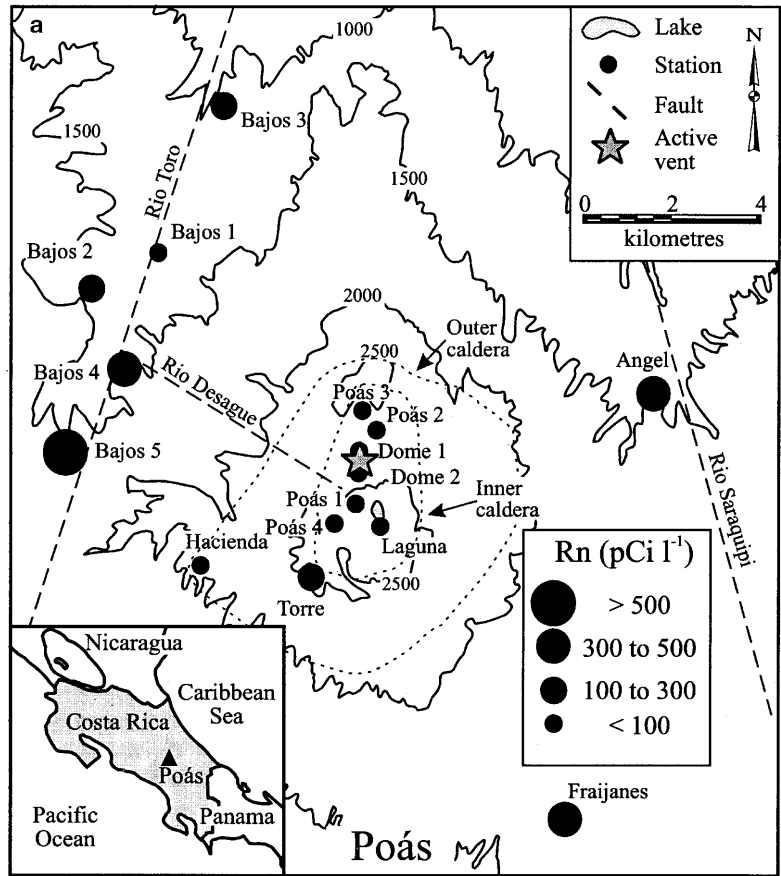 a
1000
Lake
Station
Fault
Active
vent
N
0 2 4
kilometres
Bajos 3
1500
Rio Toro
1500
Bajos 1
Bajos 2
2000
Outer
caldera
2500
Angel
Bajos 4
Rio Desague
Poás 3
Poás 2
Bajos 5
Dome 1
Dome 2
Inner
caldera
Rio Saraquipi
Poás 1
Poás 4
Laguna
Hacienda
2500
Torre
Rn (pCi l⁻¹)
> 500
300 to 500
100 to 300
< 100
Nicaragua
Caribbean
Sea
Costa Rica
Poás
Pacific
Ocean
Panama
Fraijanes
Poás